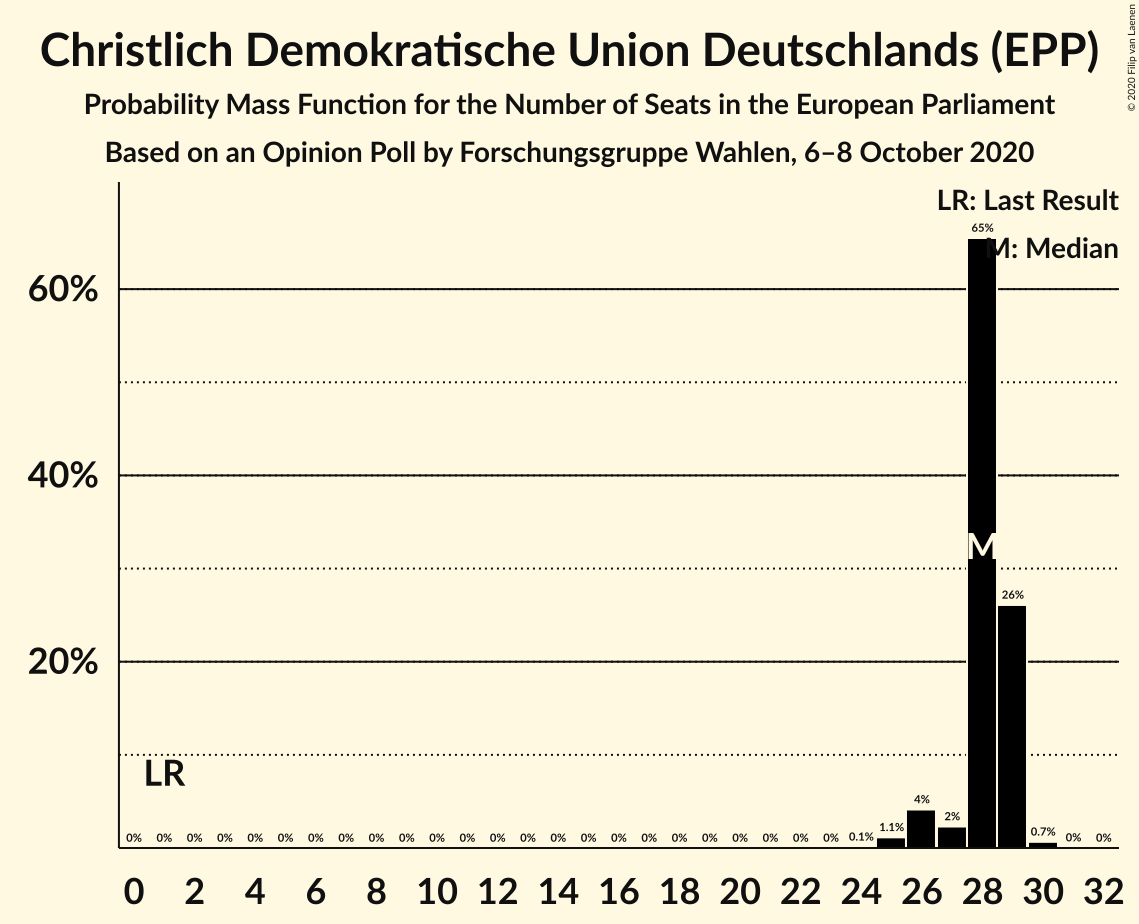 Christlich Demokratische Union Deutschlands (EPP)
Probability Mass Function for the Number of Seats in the European Parliament
Based on an Opinion Poll by Forschungsgruppe Wahlen, 6–8 October 2020
© 2020 Filip van Laenen
LR: Last Result
M: Median
65%
60%
40%
M
26%
20%
LR
0% 0% 0% 0% 0% 0% 0% 0% 0% 0% 0% 0% 0% 0% 0% 0% 0% 0% 0% 0% 0% 0% 0% 0% 0.1% 1.1% 4% 2% 0.7% 0% 0%
0 2 4 6 8 10 12 14 16 18 20 22 24 26 28 30 32